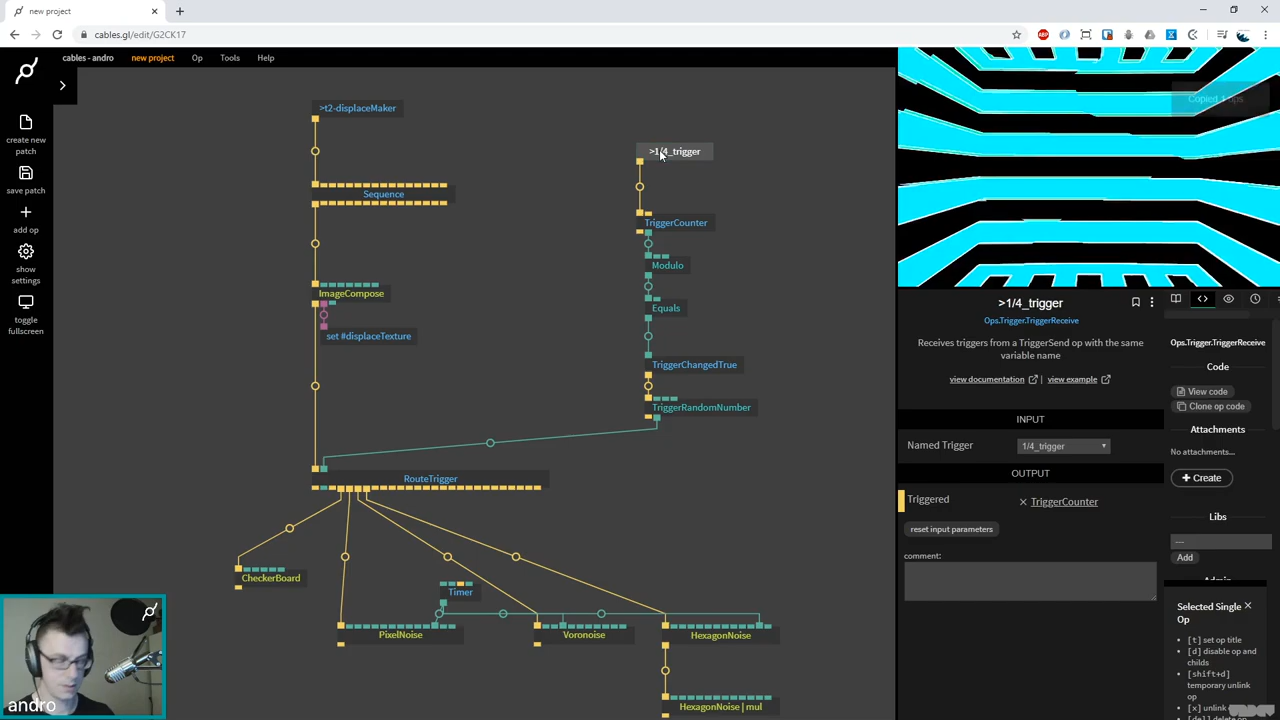 new project
cables.gl/edit/G2CK17
cables - andro
new project
Op
Tools
Help
create new
patch
save patch
add op
show
settings
toggle
fullscreen
>t2-displaceMaker
Sequence
ImageCompose
set #displaceTexture
>1/4_trigger
TriggerCounter
Modulo
Equals
TriggerChangedTrue
TriggerRandomNumber
RouteTrigger
CheckerBoard
Timer
PixelNoise
Voronoise
HexagonNoise
HexagonNoise | mul
andro
Copied 1 ops
>1/4_trigger
Ops.Trigger.TriggerReceive
Receives triggers from a TriggerSend op with the same
variable name
view documentation | view example
INPUT
Named Trigger 1/4_trigger
OUTPUT
Triggered × TriggerCounter
reset input parameters
comment:
Ops.Trigger.TriggerReceive
Code
View code
Clone op code
Attachments
No attachments...
+ Create
Libs
---
Add
Selected Single
Op
[t] set op title
[d] disable op and
childs
[shift+d]
temporary unlink
op
[x] unlink